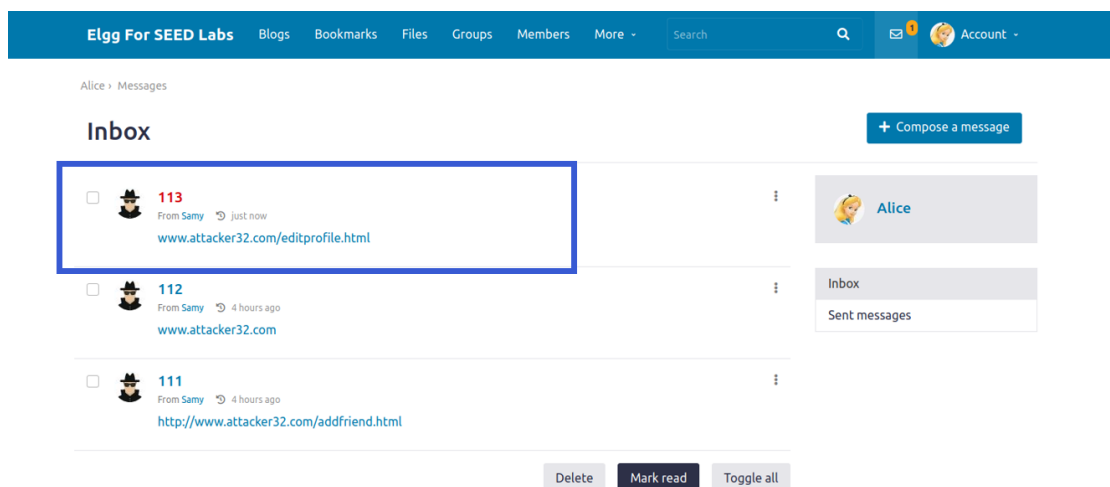 Elgg For SEED Labs Blogs Bookmarks Files Groups Members More Search 1 Account
Alice › Messages
Inbox
+ Compose a message
113
From Samy just now
www.attacker32.com/editprofile.html
112
From Samy 4 hours ago
www.attacker32.com
111
From Samy 4 hours ago
http://www.attacker32.com/addfriend.html
Delete Mark read Toggle all
Alice
Inbox
Sent messages